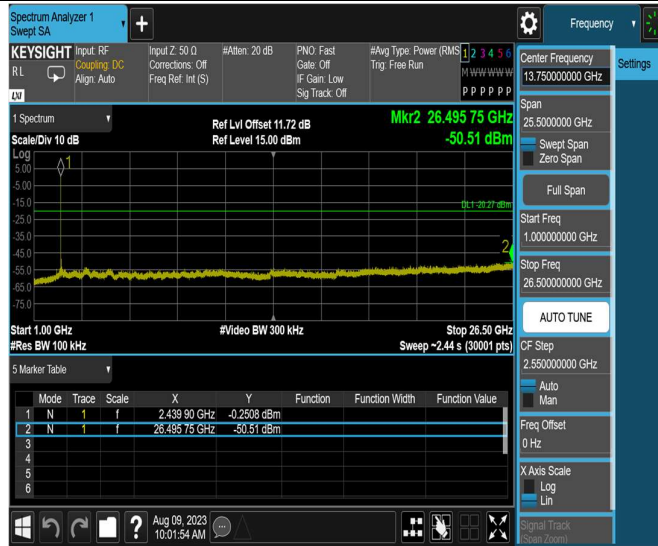 Spectrum Analyzer 1
Swept SA
Frequency
KEYSIGHT
RL
LXI
Input: RF
Coupling: DC
Align: Auto
Input Z: 50 Ω
Corrections: Off
Freq Ref: Int (S)
#Atten: 20 dB
PNO: Fast
Gate: Off
IF Gain: Low
Sig Track: Off
#Avg Type: Power (RMS
Trig: Free Run
1 2 3 4 5 6
M W W W W W
P P P P P P
Center Frequency
13.750000000 GHz
Settings
Span
25.5000000 GHz
Swept Span
Zero Span
Full Span
Start Freq
1.000000000 GHz
Stop Freq
26.500000000 GHz
AUTO TUNE
CF Step
2.550000000 GHz
Auto
Man
Freq Offset
0 Hz
X Axis Scale
Log
Lin
Signal Track
(Span Zoom)
1 Spectrum
Scale/Div 10 dB
Ref Lvl Offset 11.72 dB
Ref Level 15.00 dBm
Mkr2 26.495 75 GHz
-50.51 dBm
Log
5.00
-5.00
-15.0
-25.0
-35.0
-45.0
-55.0
-65.0
-75.0
1
DL1 -20.27 dBm
2
Start 1.00 GHz
#Res BW 100 kHz
#Video BW 300 kHz
Stop 26.50 GHz
Sweep ~2.44 s (30001 pts)
5 Marker Table
Mode Trace Scale X Y Function Function Width Function Value
1 N 1 f 2.439 90 GHz -0.2508 dBm
2 N 1 f 26.495 75 GHz -50.51 dBm
3
4
5
6
?
Aug 09, 2023
10:01:54 AM